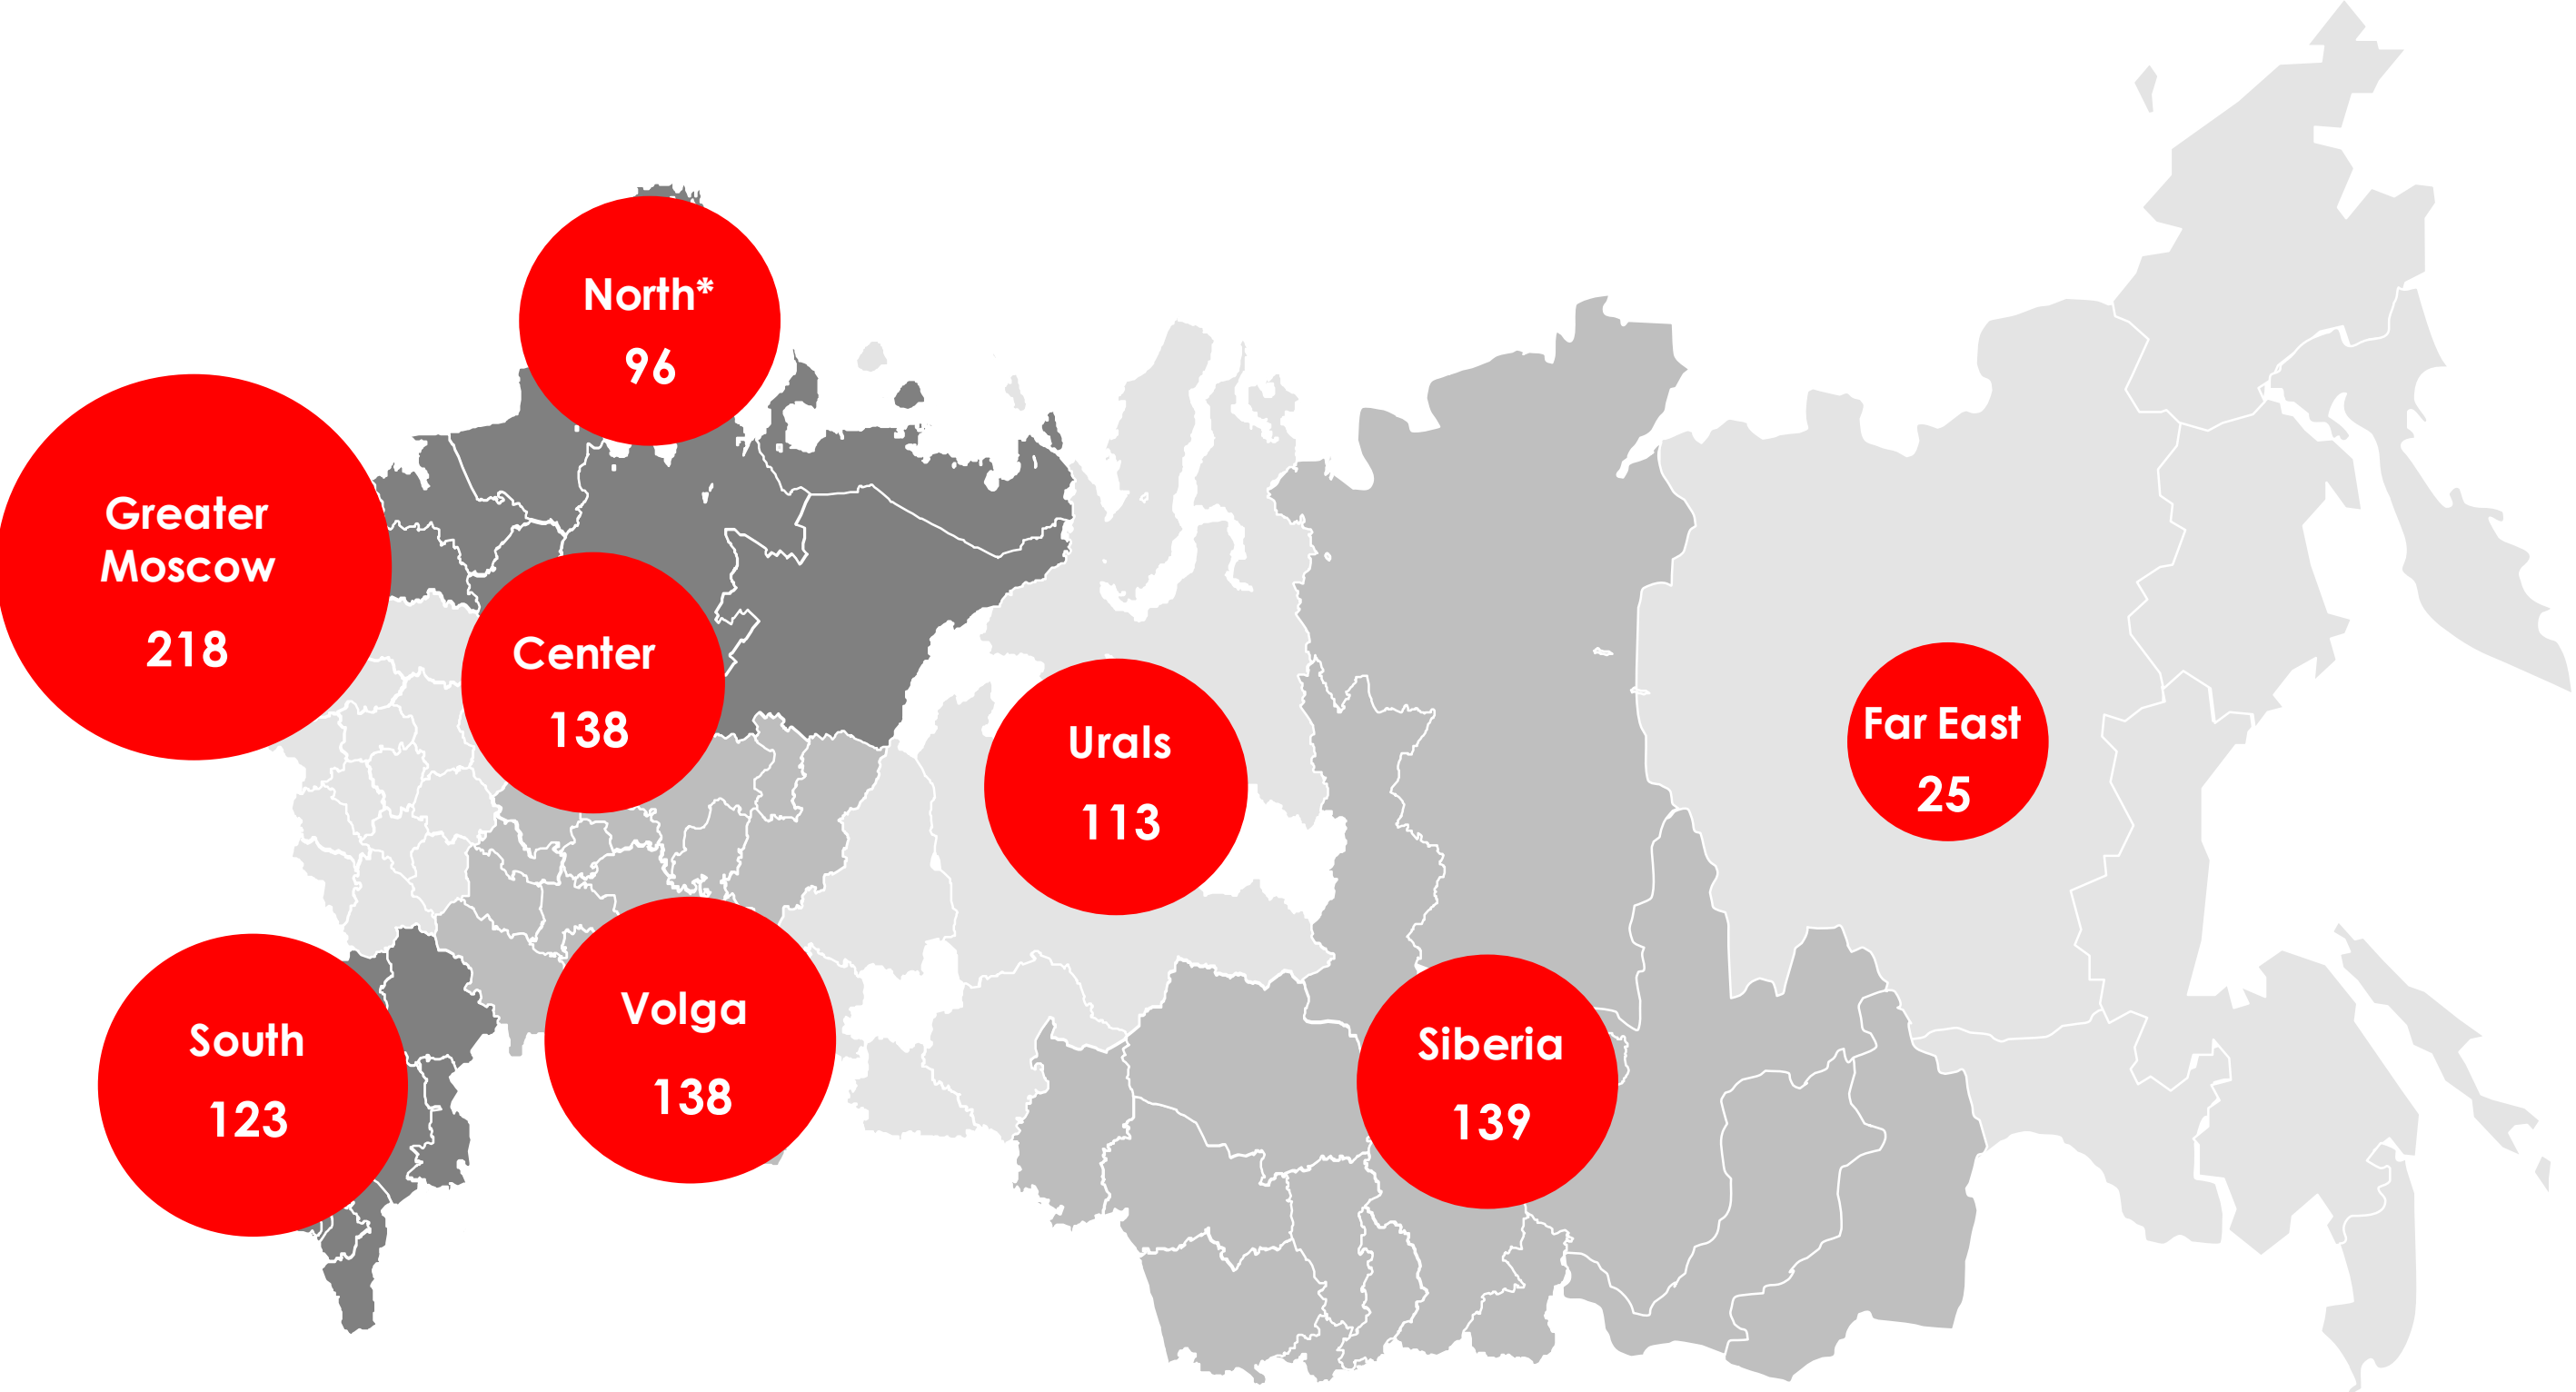 North*
96
Greater
Moscow
218
Center
138
Urals
113
Far East
25
South
123
Volga
138
Siberia
139